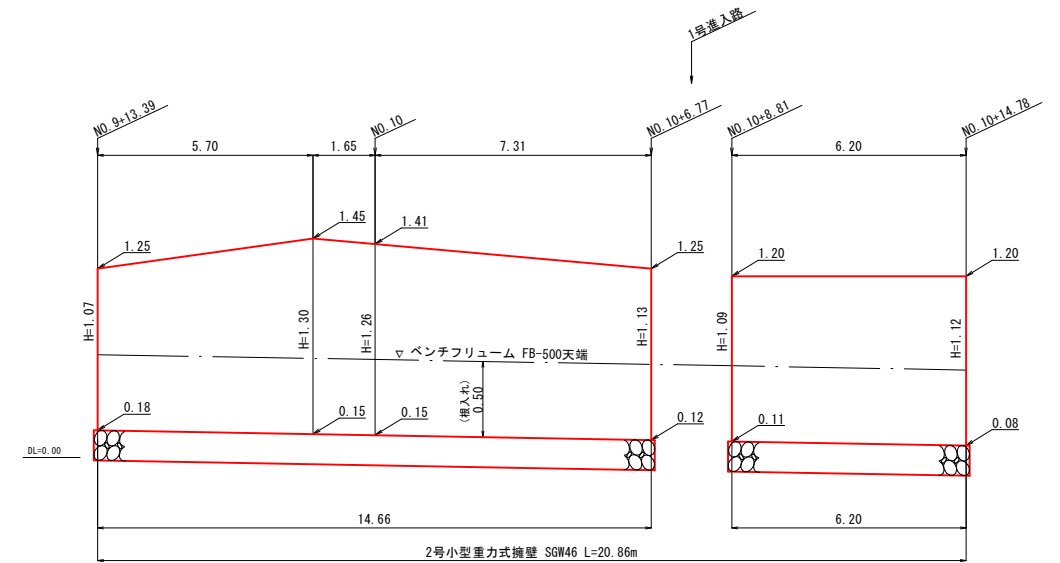 1号進入路
NO.9+13.39
NO.10
NO.10+6.77
NO.10+8.81
NO.10+14.78
5.70
1.65
7.31
6.20
1.25
1.45
1.41
1.25
1.20
1.20
H=1.07
H=1.30
H=1.26
H=1.13
H=1.09
H=1.12
▽ ベンチフリューム FB-500天端
(根入れ)
0.50
0.18
0.15
0.15
0.12
0.11
0.08
DL=0.00
14.66
6.20
2号小型重力式擁壁 SGW46 L=20.86m